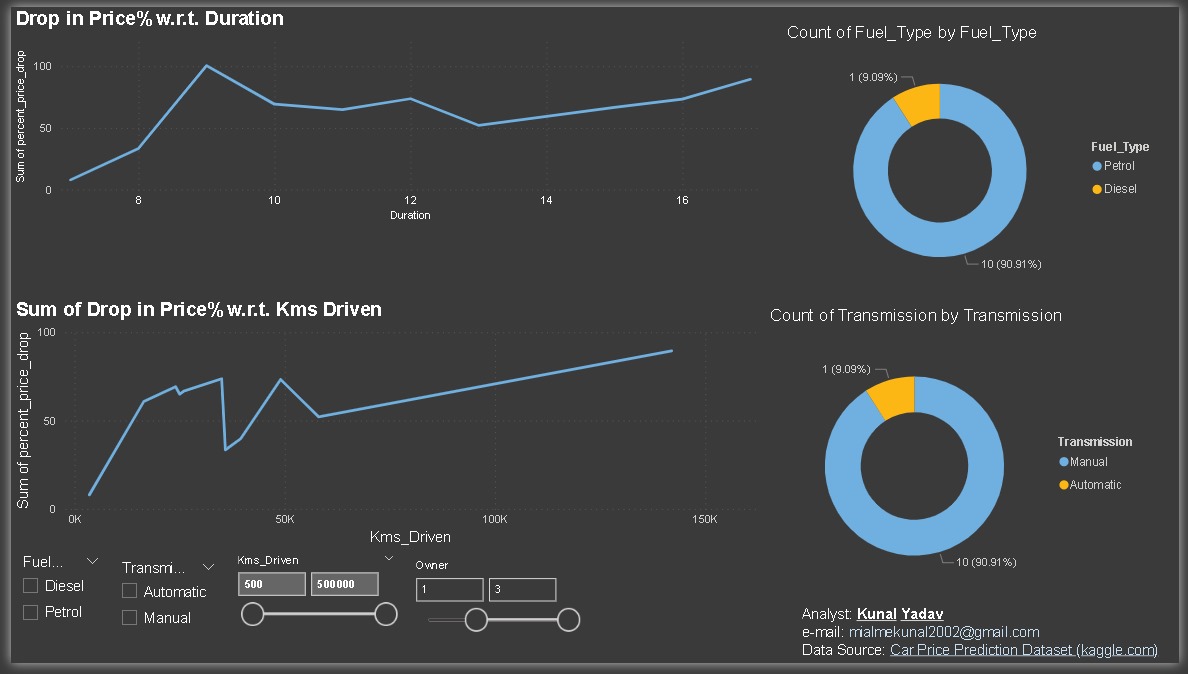 Drop in Price% w.r.t. Duration
Sum of percent_price_drop
100
50
0
8
10
12
14
16
Duration
Count of Fuel_Type by Fuel_Type
1 (9.09%)
10 (90.91%)
Fuel_Type
Petrol
Diesel
Sum of Drop in Price% w.r.t. Kms Driven
Sum of percent_price_drop
100
50
0
0K
50K
100K
150K
Kms_Driven
Count of Transmission by Transmission
1 (9.09%)
10 (90.91%)
Transmission
Manual
Automatic
Fuel...
Diesel
Petrol
Transmi...
Automatic
Manual
Kms_Driven
500
500000
Owner
1
3
Analyst: Kunal Yadav
e-mail: mialmekunal2002@gmail.com
Data Source: Car Price Prediction Dataset (kaggle.com)